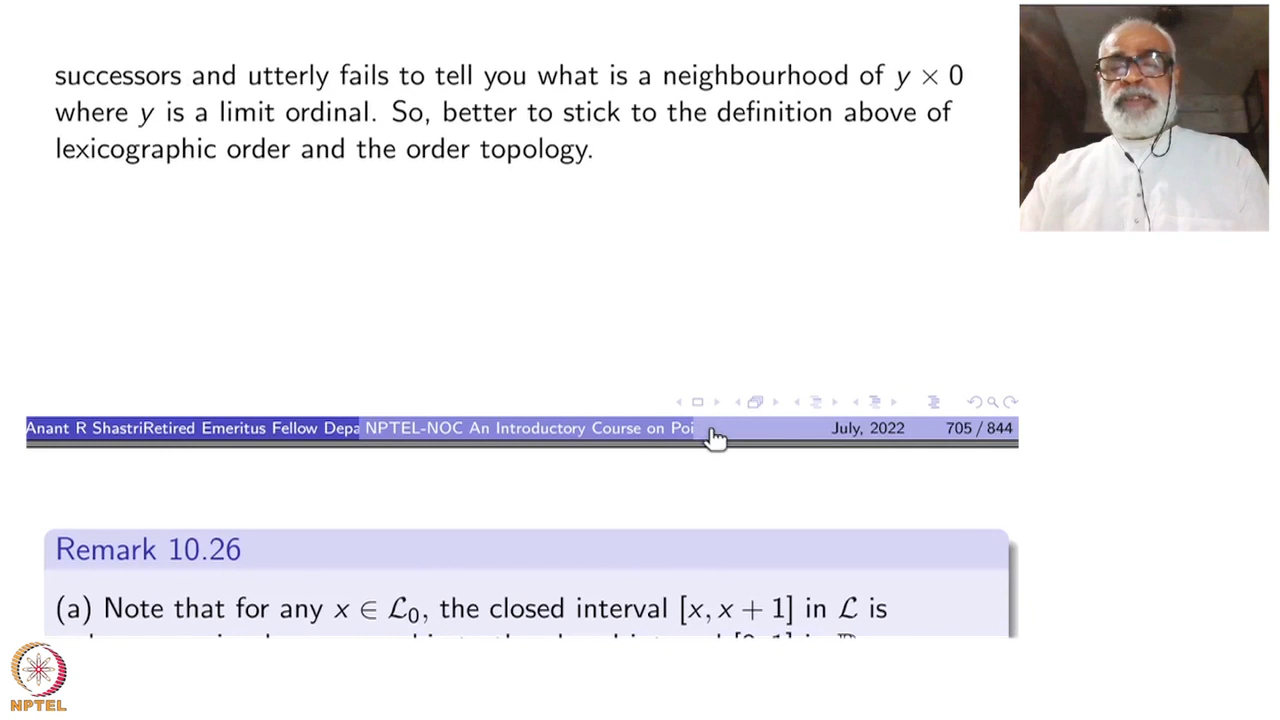 successors and utterly fails to tell you what is a neighbourhood of y × 0
where y is a limit ordinal. So, better to stick to the definition above of
lexicographic order and the order topology.
Anant R ShastriRetired Emeritus Fellow Depa NPTEL-NOC An Introductory Course on Poi July, 2022 705 / 844
Remark 10.26
(a) Note that for any x ∈ ℒ₀, the closed interval [x, x + 1] in ℒ is
NPTEL